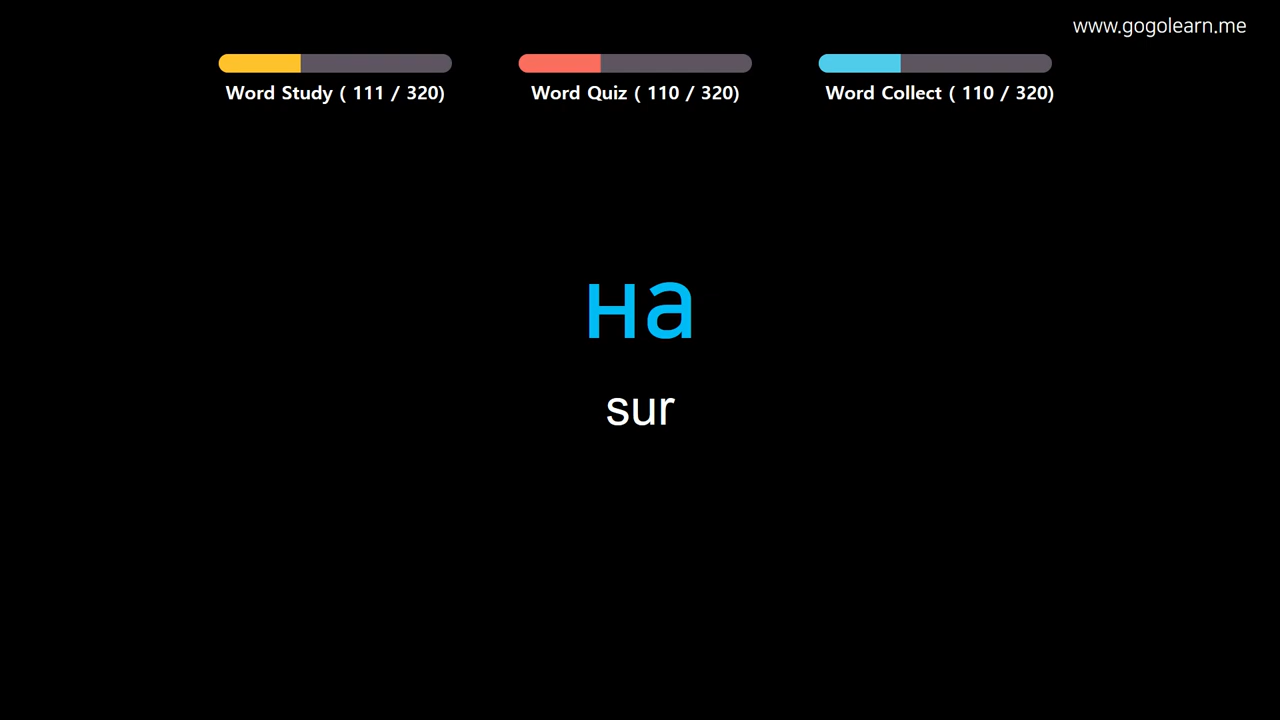 www.gogolearn.me
Word Study ( 111 / 320)
Word Quiz ( 110 / 320)
Word Collect ( 110 / 320)
на
sur